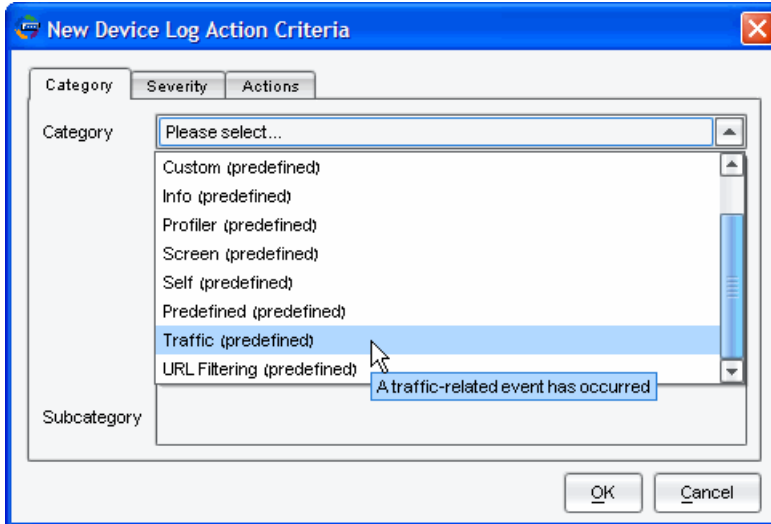 New Device Log Action Criteria
Category Severity Actions
Category Please select...
Custom (predefined)
Info (predefined)
Profiler (predefined)
Screen (predefined)
Self (predefined)
Predefined (predefined)
Traffic (predefined)
URL Filtering (predefined)
A traffic-related event has occurred
Subcategory
OK Cancel